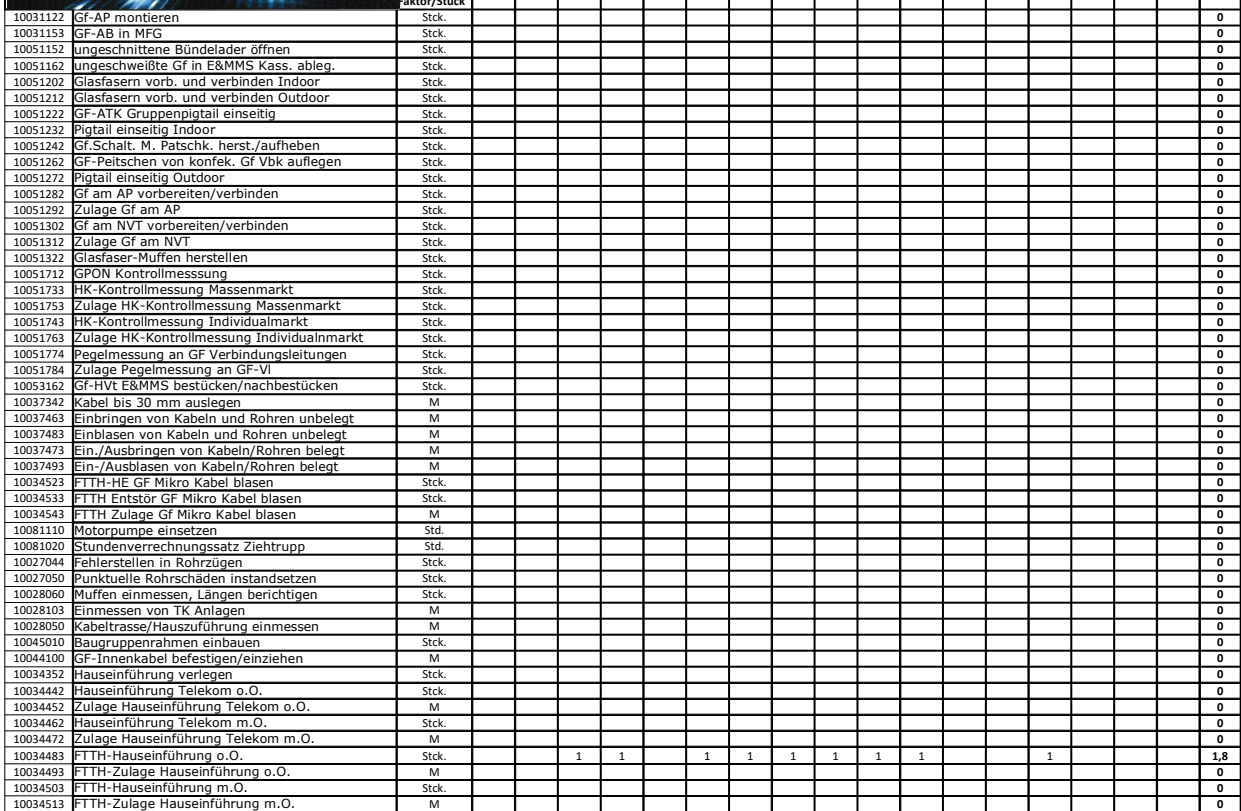 Faktor/Stück
10031122 Gf-AP montieren Stck. 0
10031153 GF-AB in MFG Stck. 0
10051152 ungeschnittene Bündelader öffnen Stck. 0
10051162 ungeschweißte Gf in E&MMS Kass. ableg. Stck. 0
10051202 Glasfasern vorb. und verbinden Indoor Stck. 0
10051212 Glasfasern vorb. und verbinden Outdoor Stck. 0
10051222 GF-ATK Gruppenpigtail einseitig Stck. 0
10051232 Pigtail einseitig Indoor Stck. 0
10051242 Gf.Schalt. M. Patschk. herst./aufheben Stck. 0
10051262 GF-Peitschen von konfek. Gf Vbk auflegen Stck. 0
10051272 Pigtail einseitig Outdoor Stck. 0
10051282 Gf am AP vorbereiten/verbinden Stck. 0
10051292 Zulage Gf am AP Stck. 0
10051302 Gf am NVT vorbereiten/verbinden Stck. 0
10051312 Zulage Gf am NVT Stck. 0
10051322 Glasfaser-Muffen herstellen Stck. 0
10051712 GPON Kontrollmesssung Stck. 0
10051733 HK-Kontrollmessung Massenmarkt Stck. 0
10051753 Zulage HK-Kontrollmessung Massenmarkt Stck. 0
10051743 HK-Kontrollmessung Individualmarkt Stck. 0
10051763 Zulage HK-Kontrollmessung Individualnmarkt Stck. 0
10051774 Pegelmessung an GF Verbindungsleitungen Stck. 0
10051784 Zulage Pegelmessung an GF-Vl Stck. 0
10053162 Gf-HVt E&MMS bestücken/nachbestücken Stck. 0
10037342 Kabel bis 30 mm auslegen M 0
10037463 Einbringen von Kabeln und Rohren unbelegt M 0
10037483 Einblasen von Kabeln und Rohren unbelegt M 0
10037473 Ein./Ausbringen von Kabeln/Rohren belegt M 0
10037493 Ein-/Ausblasen von Kabeln/Rohren belegt M 0
10034523 FTTH-HE GF Mikro Kabel blasen Stck. 0
10034533 FTTH Entstör GF Mikro Kabel blasen Stck. 0
10034543 FTTH Zulage Gf Mikro Kabel blasen M 0
10081110 Motorpumpe einsetzen Std. 0
10081020 Stundenverrechnungssatz Ziehtrupp Std. 0
10027044 Fehlerstellen in Rohrzügen Stck. 0
10027050 Punktuelle Rohrschäden instandsetzen Stck. 0
10028060 Muffen einmessen, Längen berichtigen Stck. 0
10028103 Einmessen von TK Anlagen M 0
10028050 Kabeltrasse/Hauszuführung einmessen M 0
10045010 Baugruppenrahmen einbauen Stck. 0
10044100 GF-Innenkabel befestigen/einziehen M 0
10034352 Hauseinführung verlegen Stck. 0
10034442 Hauseinführung Telekom o.O. Stck. 0
10034452 Zulage Hauseinführung Telekom o.O. M 0
10034462 Hauseinführung Telekom m.O. Stck. 0
10034472 Zulage Hauseinführung Telekom m.O. M 0
10034483 FTTH-Hauseinführung o.O. Stck. 1 1 1 1 1 1 1 1 1 1,8
10034493 FTTH-Zulage Hauseinführung o.O. M 0
10034503 FTTH-Hauseinführung m.O. Stck. 0
10034513 FTTH-Zulage Hauseinführung m.O. M 0